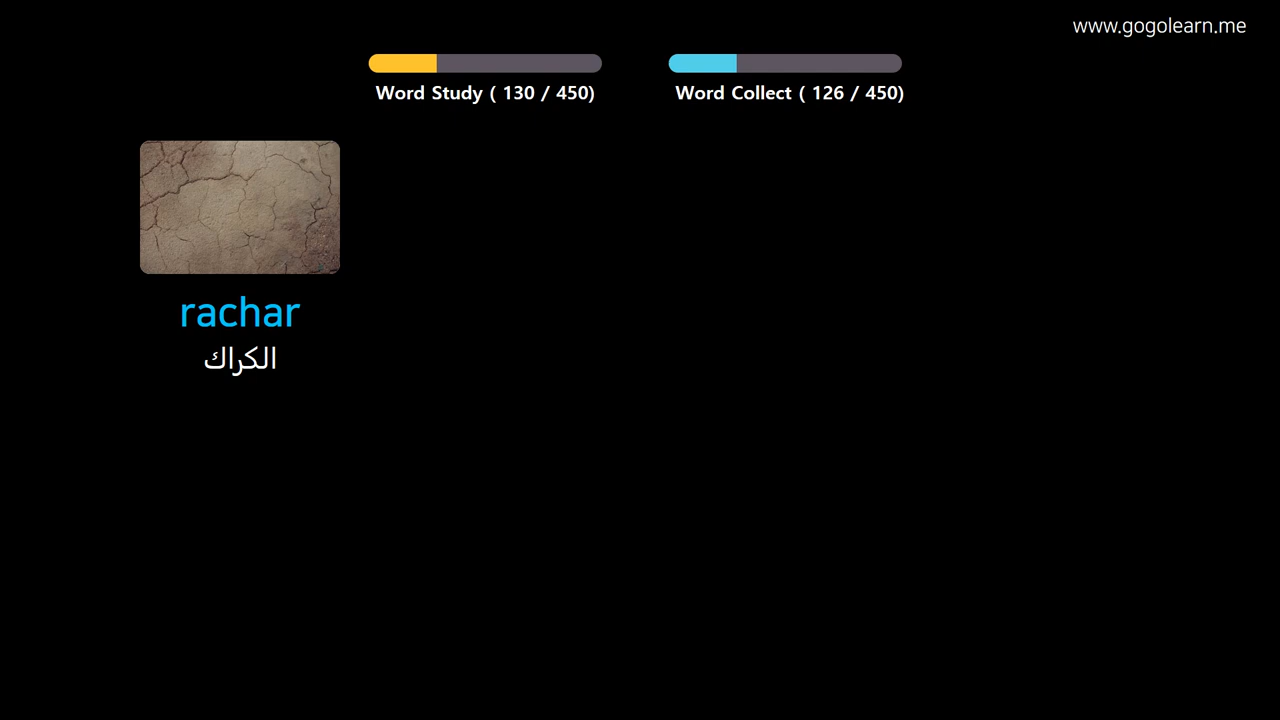 www.gogolearn.me
Word Study ( 130 / 450)
Word Collect ( 126 / 450)
rachar
الكراك